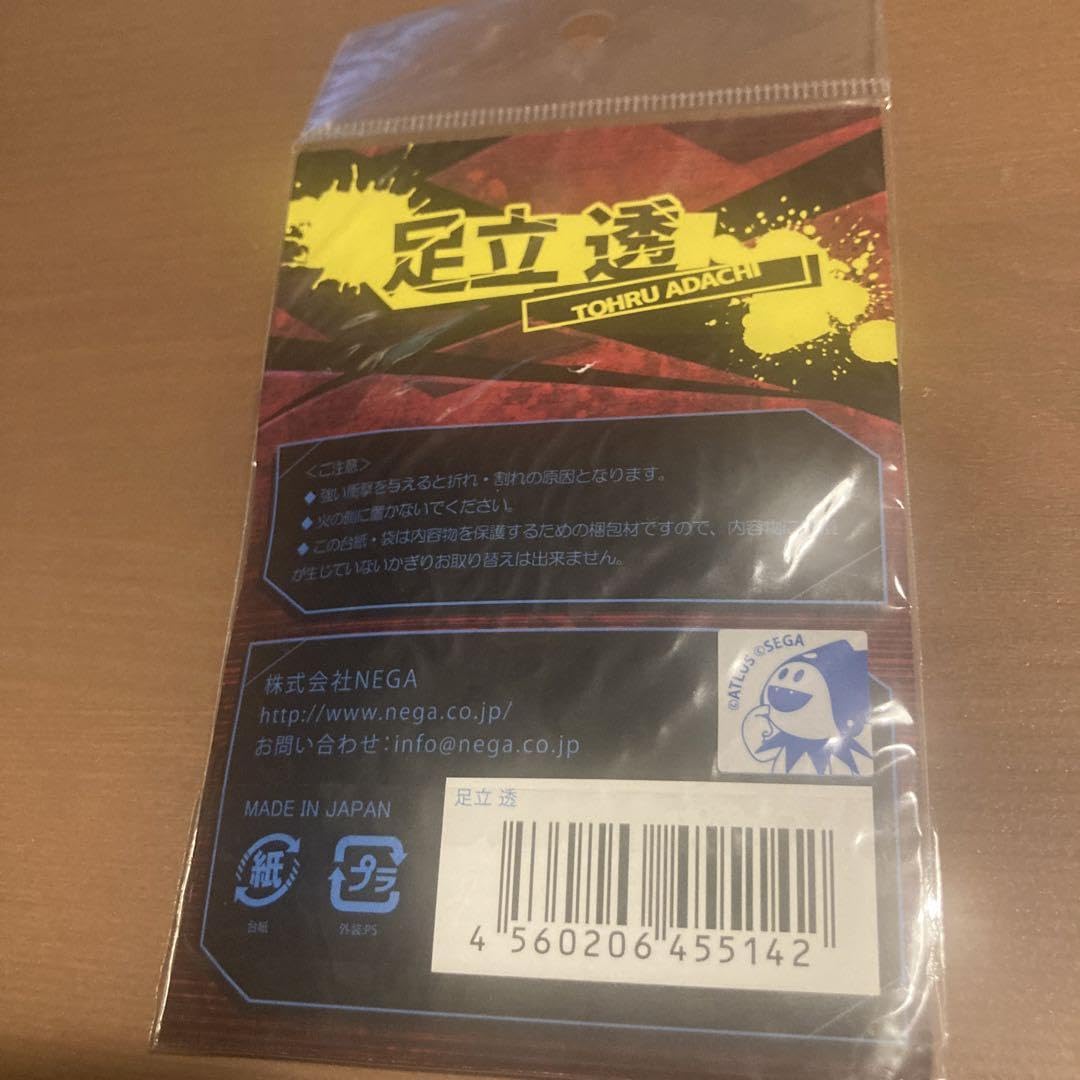 足立 透
TOHRU ADACHI
＜ご注意＞
◆強い衝撃を与えると折れ・割れの原因となります。
◆火の側に置かないでください。
◆この台紙・袋は内容物を保護するための梱包材ですので、内容物に
が生じていないかぎりお取り替えは出来ません。
株式会社NEGA
http://www.nega.co.jp/
お問い合わせ：info@nega.co.jp
©ATLUS ©SEGA
MADE IN JAPAN
紙
台紙
プラ
外装:PS
足立 透
4 560206 455142